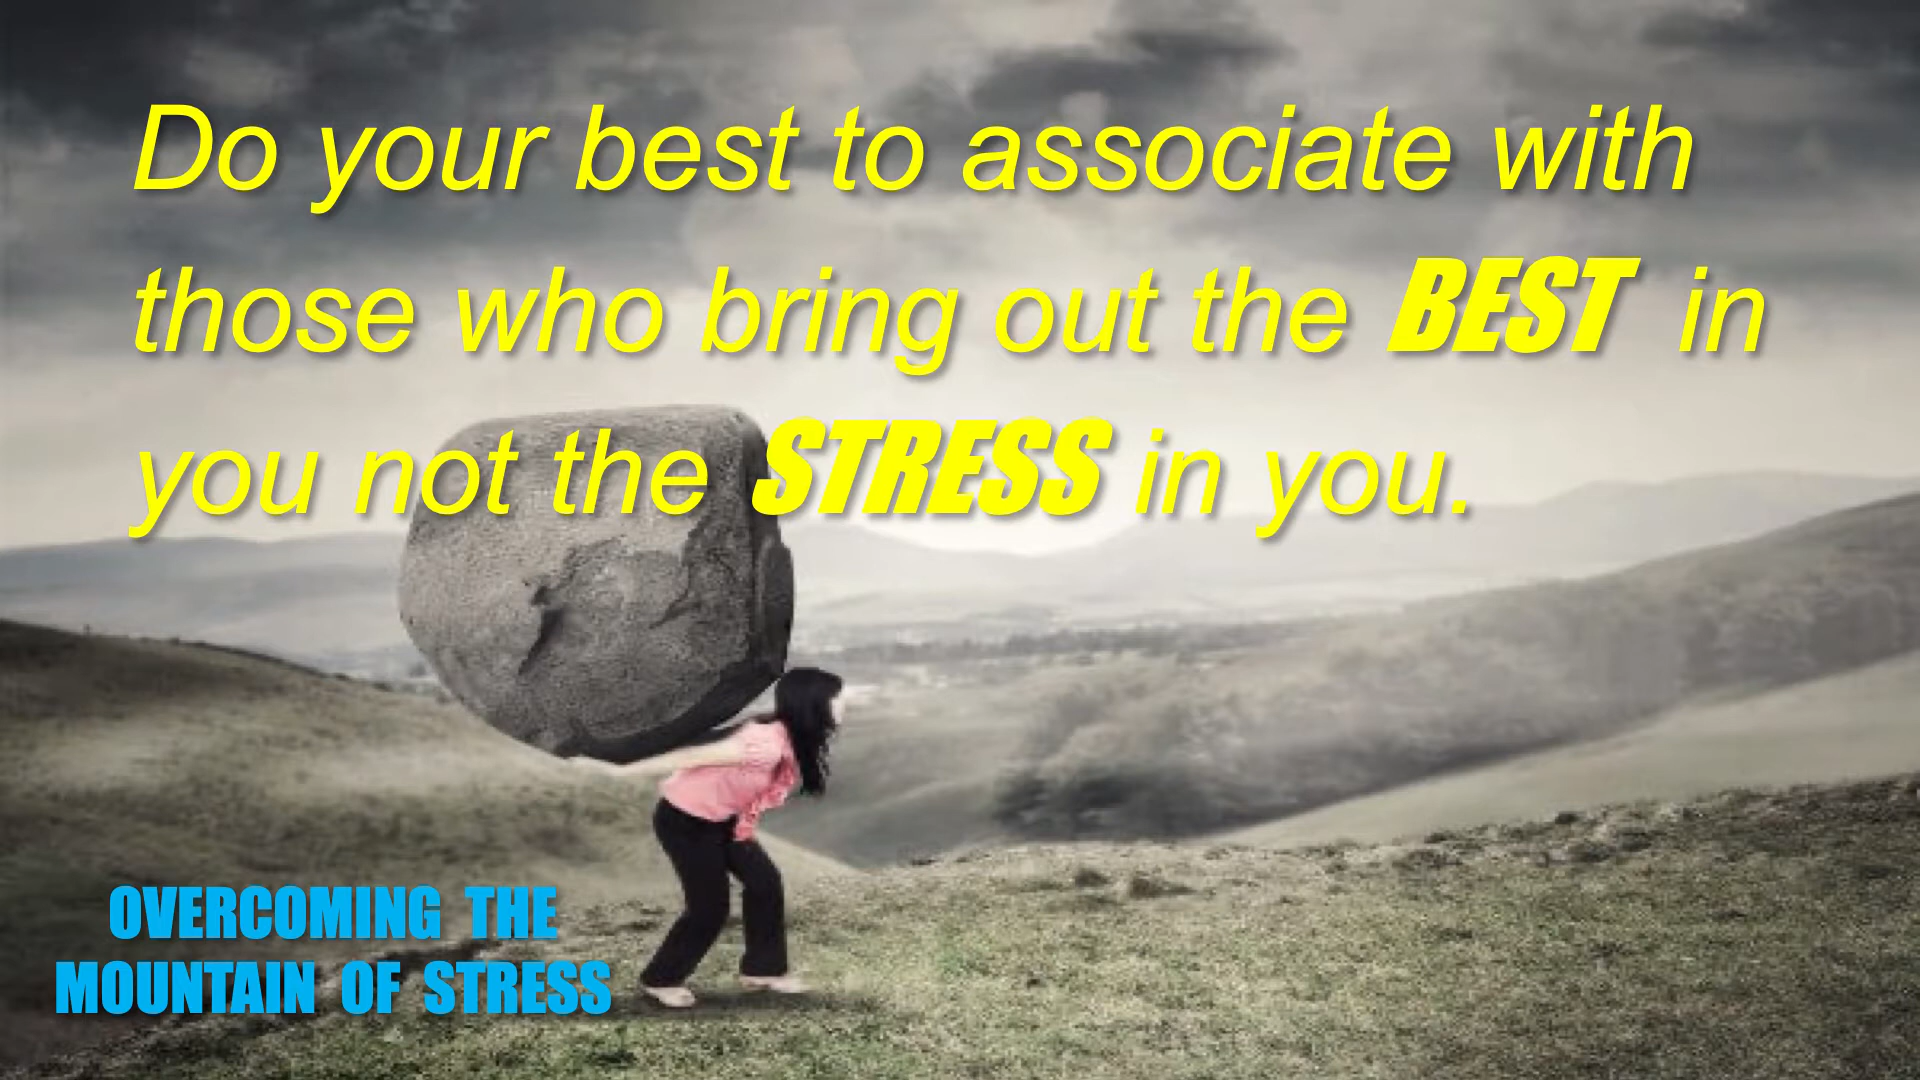 Do your best to associate with
those who bring out the BEST in
you not the STRESS in you.
OVERCOMING THE
MOUNTAIN OF STRESS